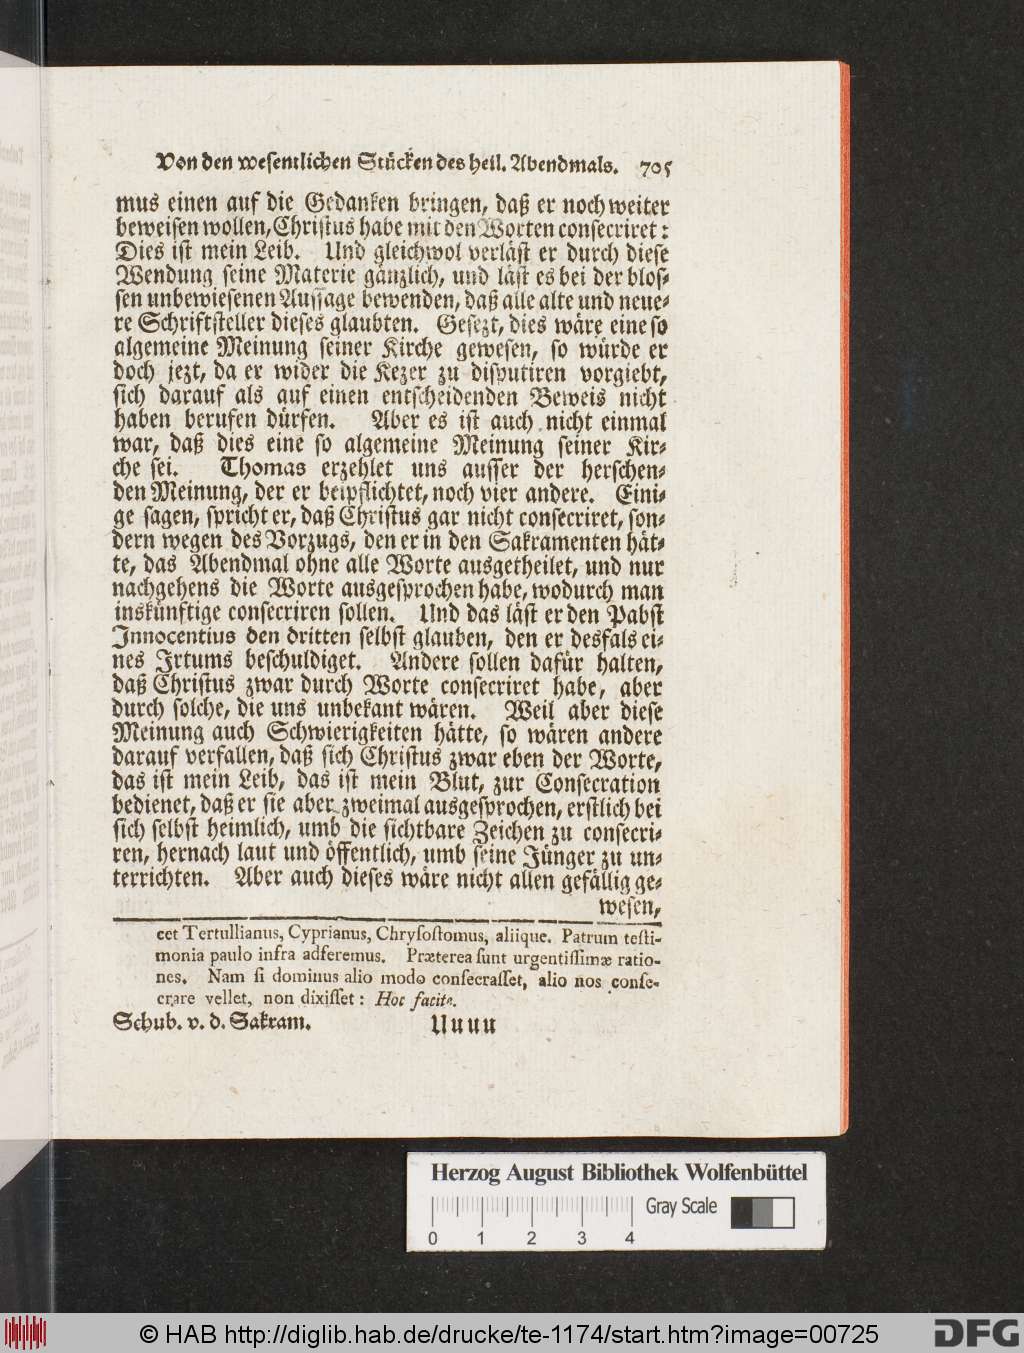 Von den wesentlichen Stücken des heil. Abendmals. 705
mus einen auf die Gedanken bringen, daß er noch weiter
beweisen wollen, Christus habe mit den Worten consecriret:
Dies ist mein Leib. Und gleichwol verläst er durch diese
Wendung seine Materie gänzlich, und läst es bei der blos-
sen unbewiesenen Aussage bewenden, daß alle alte und neue-
re Schriftsteller dieses glaubten. Gesezt, dies wäre eine so
algemeine Meinung seiner Kirche gewesen, so würde er
doch jezt, da er wider die Kezer zu disputiren vorgiebt,
sich darauf als auf einen entscheidenden Beweis nicht
haben berufen dürfen. Aber es ist auch nicht einmal
war, daß dies eine so algemeine Meinung seiner Kir-
che sei. Thomas erzehlet uns ausser der herschen-
den Meinung, der er beipflichtet, noch vier andere. Eini-
ge sagen, spricht er, daß Christus gar nicht consecriret, son-
dern wegen des Vorzugs, den er in den Sakramenten hät-
te, das Abendmal ohne alle Worte ausgetheilet, und nur
nachgehens die Worte ausgesprochen habe, wodurch man
inskünftige consecriren sollen. Und das läst er den Pabst
Innocentius den dritten selbst glauben, den er desfals ei-
nes Irtums beschuldiget. Andere sollen dafür halten,
daß Christus zwar durch Worte consecriret habe, aber
durch solche, die uns unbekant wären. Weil aber diese
Meinung auch Schwierigkeiten hätte, so wären andere
darauf verfallen, daß sich Christus zwar eben der Worte,
das ist mein Leib, das ist mein Blut, zur Consecration
bedienet, daß er sie aber zweimal ausgesprochen, erstlich bei
sich selbst heimlich, umb die sichtbare Zeichen zu consecri-
ren, hernach laut und öffentlich, umb seine Jünger zu un-
terrichten. Aber auch dieses wäre nicht allen gefällig ge-
wesen,
cet Tertullianus, Cyprianus, Chrysostomus, aliique. Patrum testi-
monia paulo infra adferemus. Præterea sunt urgentissimæ ratio-
nes. Nam si dominus alio modo consecrasset, alio nos conse-
crare vellet, non dixisset: Hoc facite.
Schub. v. d. Sakram. Uuuu
Herzog August Bibliothek Wolfenbüttel
Gray Scale
0 1 2 3 4
© HAB http://diglib.hab.de/drucke/te-1174/start.htm?image=00725
DFG